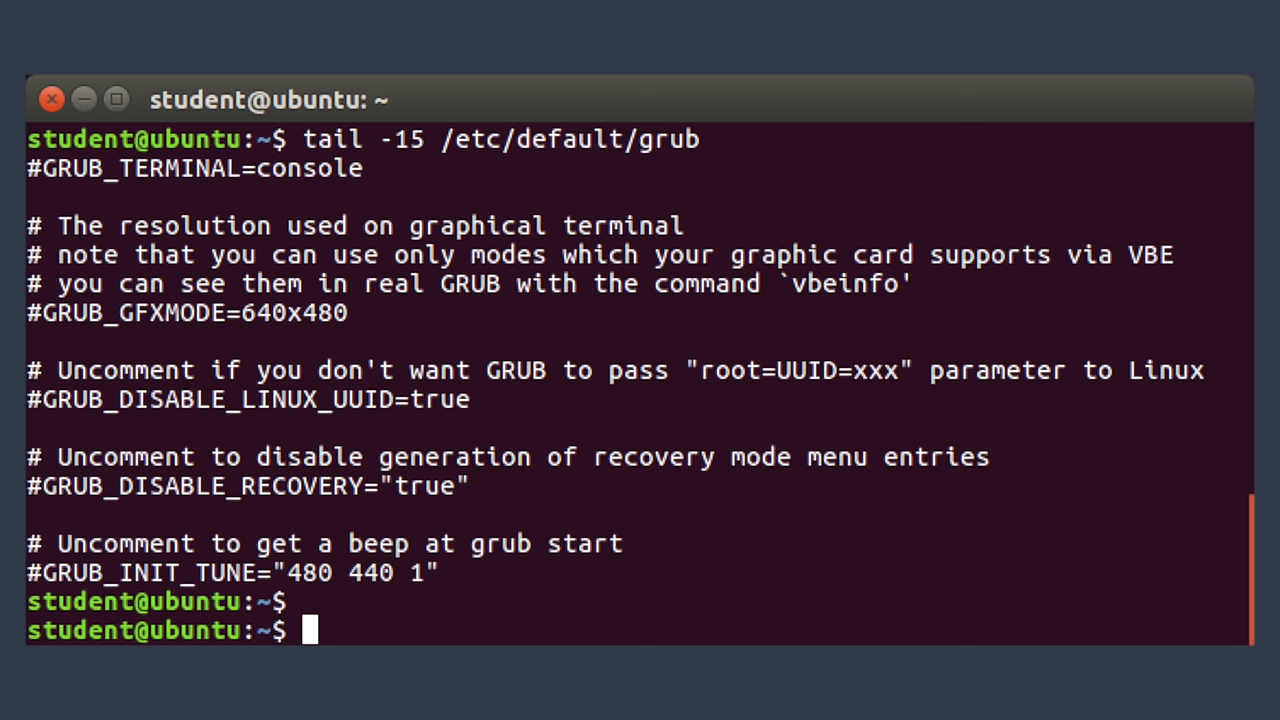 student@ubuntu: ~
student@ubuntu:~$ tail -15 /etc/default/grub
#GRUB_TERMINAL=console
# The resolution used on graphical terminal
# note that you can use only modes which your graphic card supports via VBE
# you can see them in real GRUB with the command `vbeinfo'
#GRUB_GFXMODE=640x480
# Uncomment if you don't want GRUB to pass "root=UUID=xxx" parameter to Linux
#GRUB_DISABLE_LINUX_UUID=true
# Uncomment to disable generation of recovery mode menu entries
#GRUB_DISABLE_RECOVERY="true"
# Uncomment to get a beep at grub start
#GRUB_INIT_TUNE="480 440 1"
student@ubuntu:~$
student@ubuntu:~$